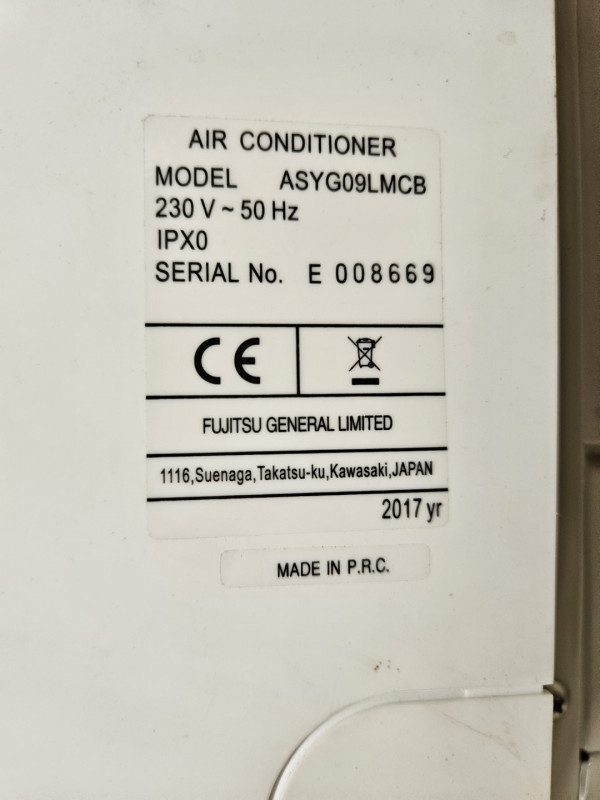 AIR CONDITIONER
MODEL ASYG09LMCB
230 V ~ 50 Hz
IPX0
SERIAL No. E 008669
CE
FUJITSU GENERAL LIMITED
1116,Suenaga,Takatsu-ku,Kawasaki,JAPAN
2017 yr
MADE IN P.R.C.